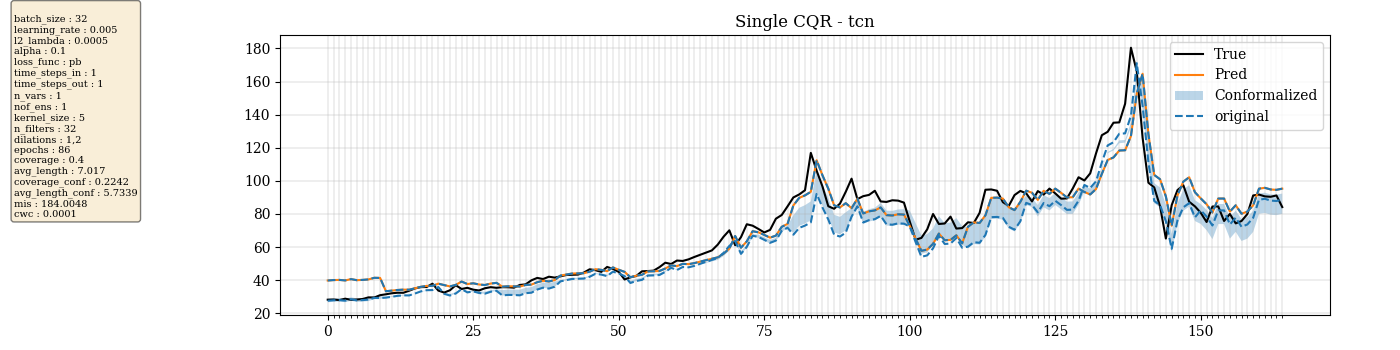 batch_size : 32
learning_rate : 0.005
l2_lambda : 0.0005
alpha : 0.1
loss_func : pb
time_steps_in : 1
time_steps_out : 1
n_vars : 1
nof_ens : 1
kernel_size : 5
n_filters : 32
dilations : 1,2
epochs : 86
coverage : 0.4
avg_length : 7.017
coverage_conf : 0.2242
avg_length_conf : 5.7339
mis : 184.0048
cwc : 0.0001
Single CQR - tcn
180
160
140
120
100
80
60
40
20
0 25 50 75 100 125 150
True
Pred
Conformalized
original